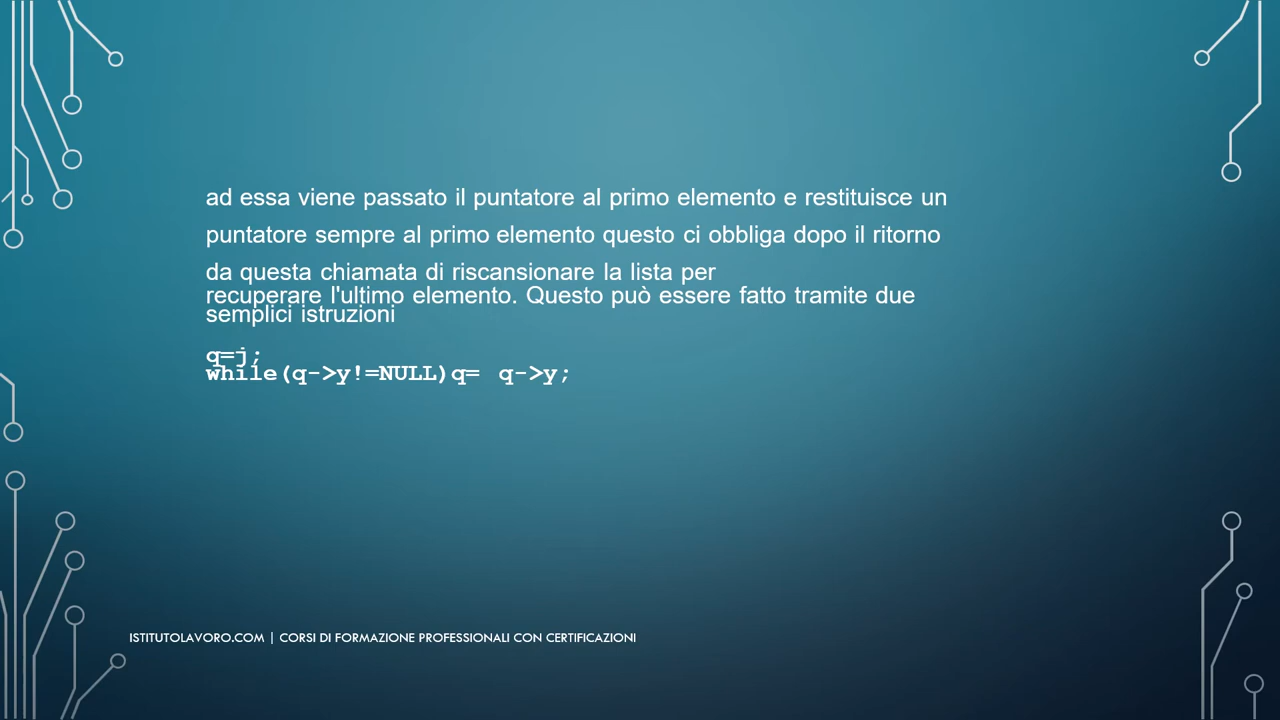 ad essa viene passato il puntatore al primo elemento e restituisce un
puntatore sempre al primo elemento questo ci obbliga dopo il ritorno
da questa chiamata di riscansionare la lista per
recuperare l'ultimo elemento. Questo può essere fatto tramite due
semplici istruzioni
q=j;
while(q->y!=NULL)q= q->y;
ISTITUTOLAVORO.COM | CORSI DI FORMAZIONE PROFESSIONALI CON CERTIFICAZIONI